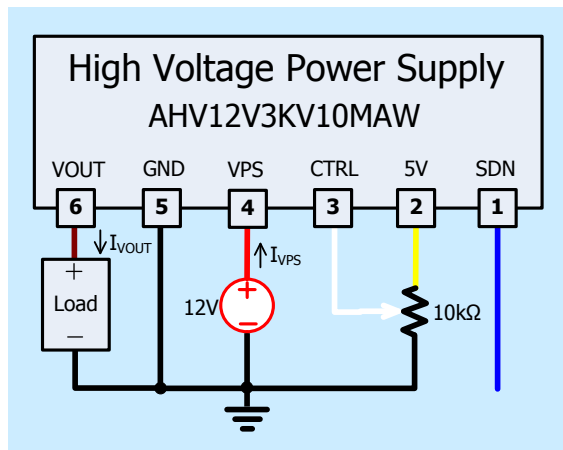 High Voltage Power Supply
AHV12V3KV10MAW
VOUT GND VPS CTRL 5V SDN
6 5 4 3 2 1
IVOUT
IVPS
+
Load
−
12V
+
−
10kΩ